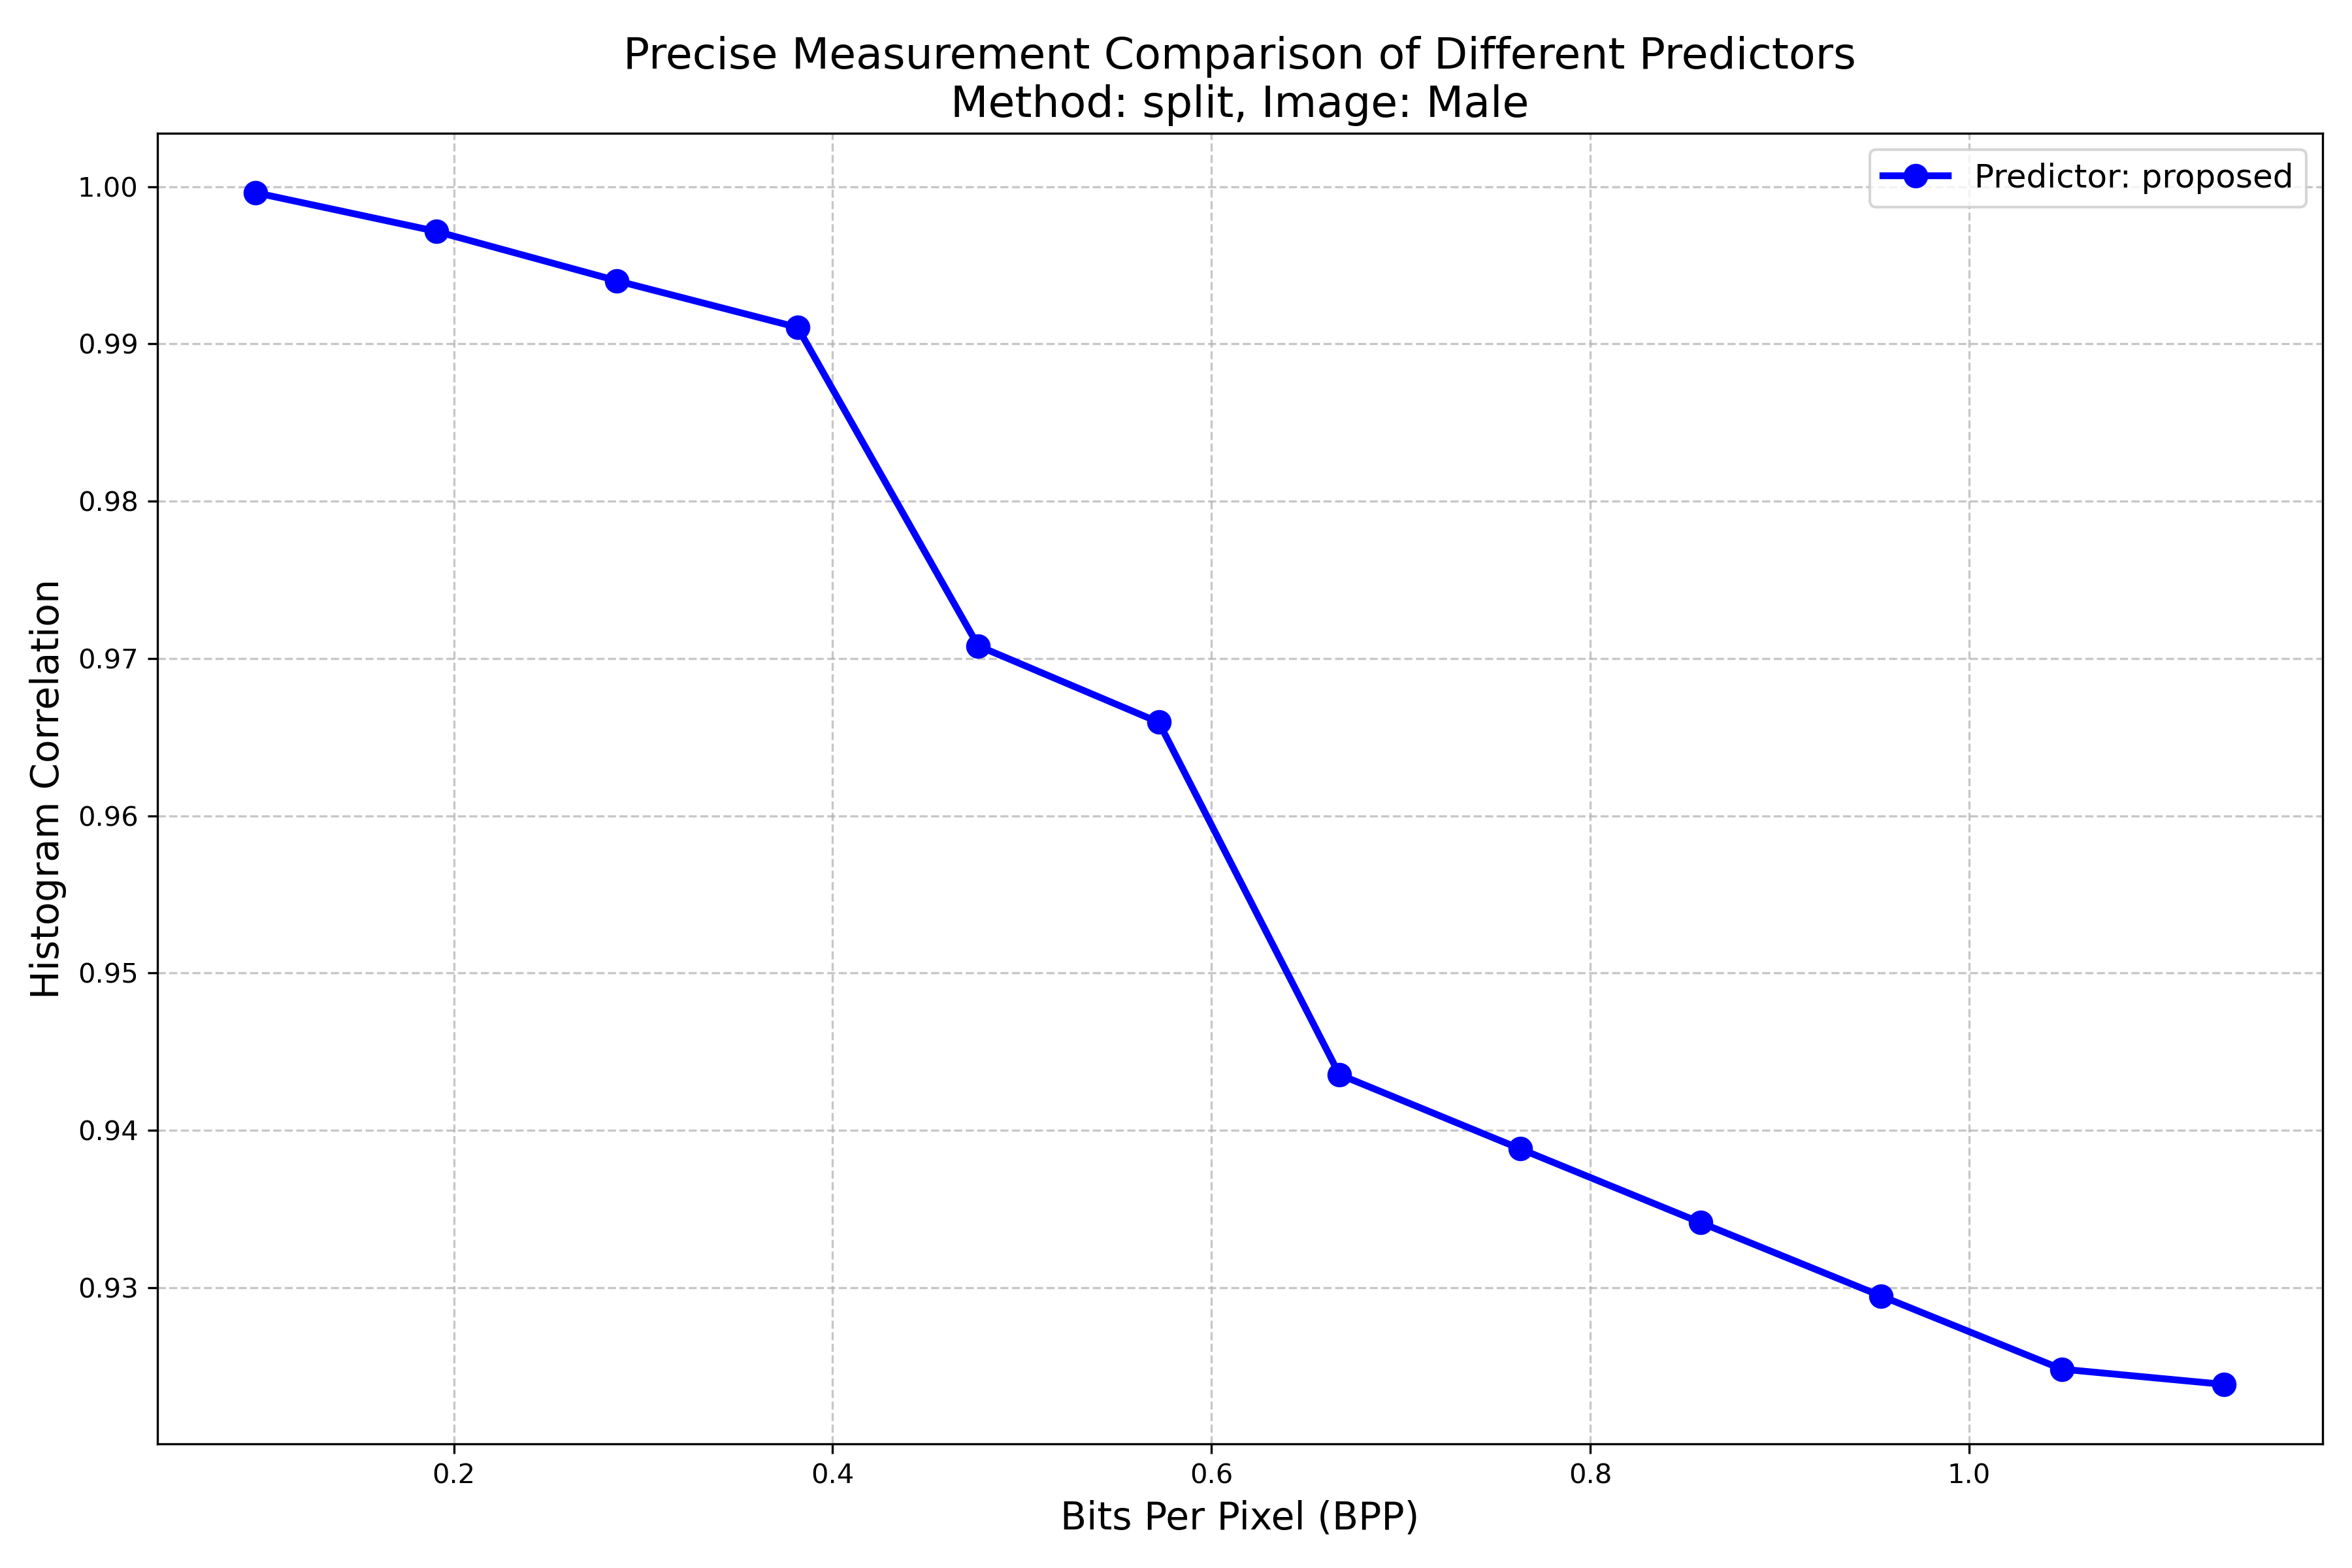 Precise Measurement Comparison of Different Predictors
Method: split, Image: Male
Predictor: proposed
1.00
0.99
0.98
0.97
0.96
0.95
0.94
0.93
Histogram Correlation
0.2
0.4
0.6
0.8
1.0
Bits Per Pixel (BPP)